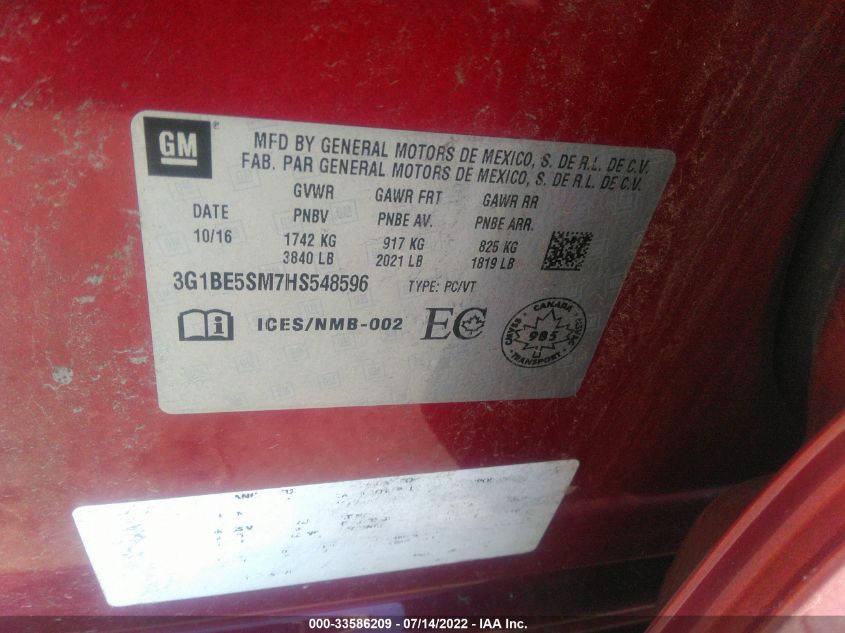 GM
MFD BY GENERAL MOTORS DE MEXICO, S. DE R.L. DE C.V.
FAB. PAR GENERAL MOTORS DE MEXICO, S. DE R.L. DE C.V.
GVWR GAWR FRT GAWR RR
DATE PNBV PNBE AV. PNBE ARR.
10/16 1742 KG 917 KG 825 KG
3840 LB 2021 LB 1819 LB
3G1BE5SM7HS548596 TYPE: PC/VT
i ICES/NMB-002 EC
CANADA
985
TRANSPORT
000-33586209 - 07/14/2022 - IAA Inc.